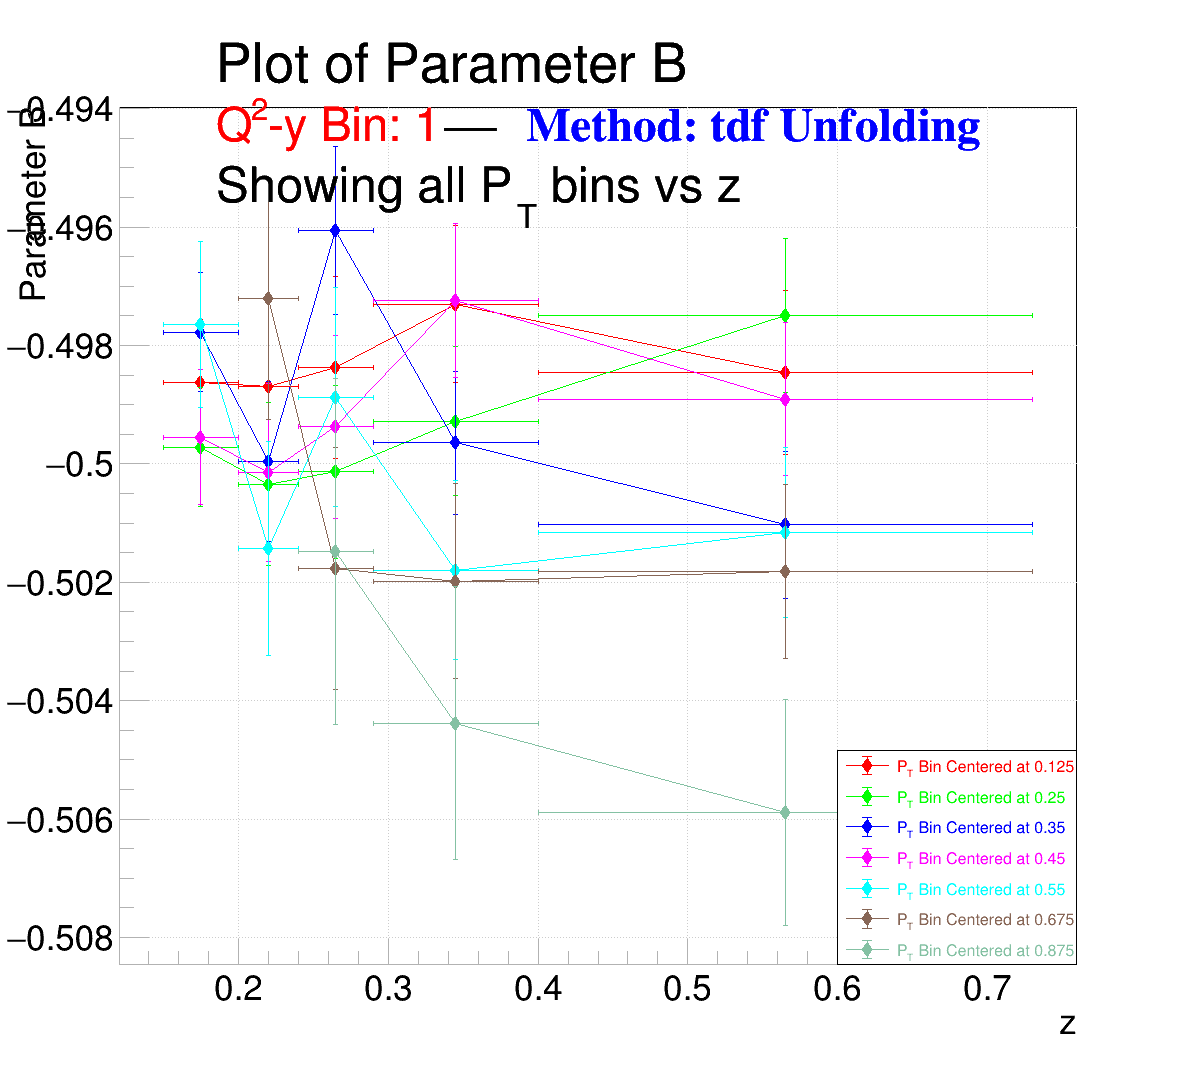 Plot of Parameter B
Q²-y Bin: 1 — Method: tdf Unfolding
Showing all P_T bins vs z
Parameter B
−0.494
−0.496
−0.498
−0.5
−0.502
−0.504
−0.506
−0.508
P_T Bin Centered at 0.125
P_T Bin Centered at 0.25
P_T Bin Centered at 0.35
P_T Bin Centered at 0.45
P_T Bin Centered at 0.55
P_T Bin Centered at 0.675
P_T Bin Centered at 0.875
0.2 0.3 0.4 0.5 0.6 0.7
z